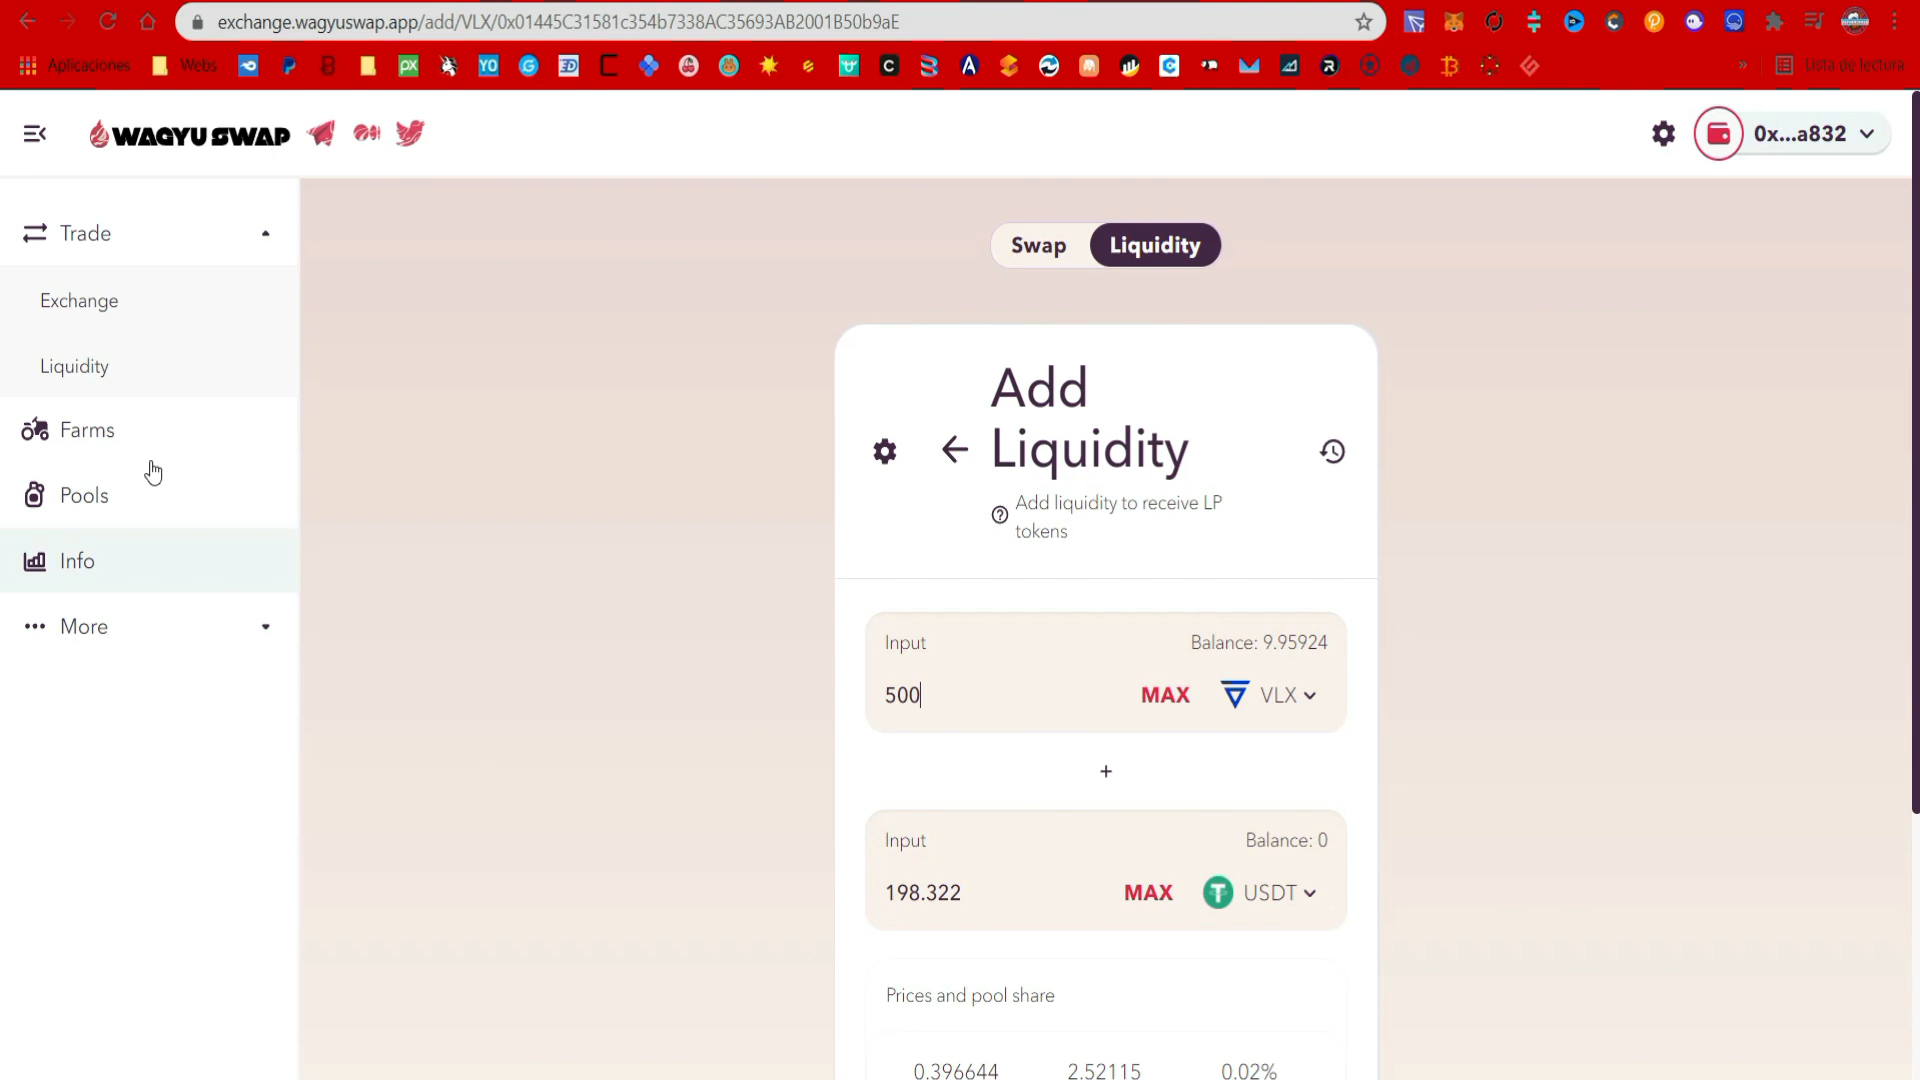 exchange.wagyuswap.app/add/VLX/0x01445C31581c354b7338AC35693AB2001B50b9aE
Aplicaciones
Webs
Lista de lectura
WAGYU SWAP
0x...a832
Trade
Exchange
Liquidity
Farms
Pools
Info
More
Swap
Liquidity
Add
Liquidity
Add liquidity to receive LP
tokens
Input
Balance: 9.95924
500
MAX
VLX
+
Input
Balance: 0
198.322
MAX
USDT
Prices and pool share
0.396644
2.52115
0.02%